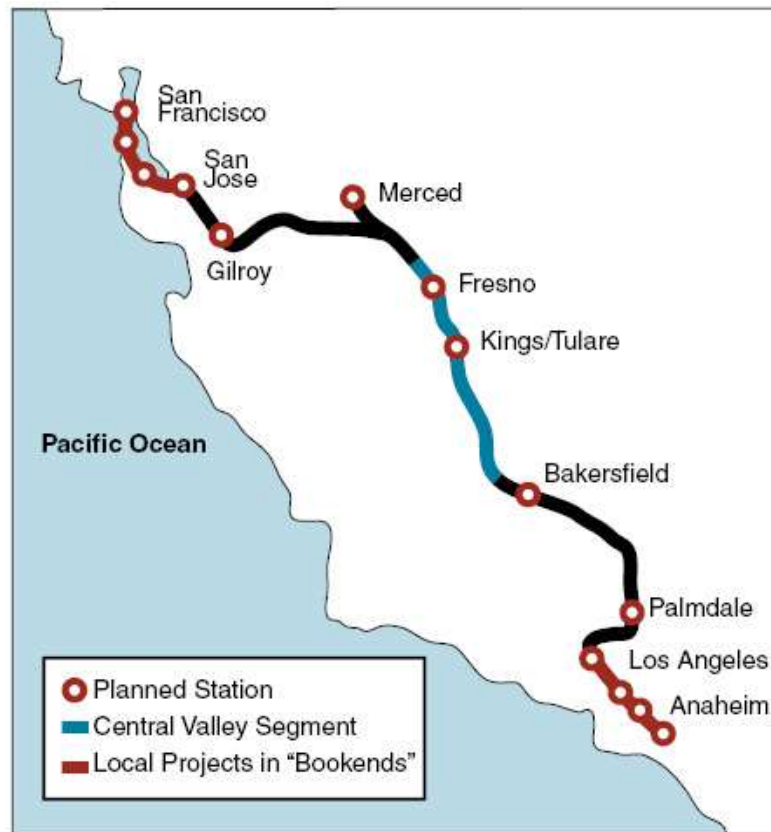 San
Francisco
San
Jose
Merced
Gilroy
Fresno
Kings/Tulare
Pacific Ocean
Bakersfield
Palmdale
Los Angeles
Anaheim
Planned Station
Central Valley Segment
Local Projects in “Bookends”